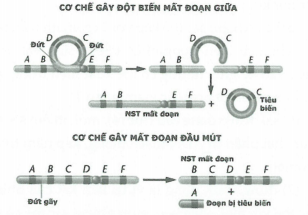 CƠ CHẾ GÂY ĐỘT BIẾN MẤT ĐOẠN GIỮA
D C D C
Đứt Đứt
A B E F A B E F
A B E F D C
+ Tiêu biến
NST mất đoạn
CƠ CHẾ GÂY MẤT ĐOẠN ĐẦU MÚT
NST mất đoạn
A B C D E F B C D E F
+
Đứt gãy A Đoạn bị tiêu biến